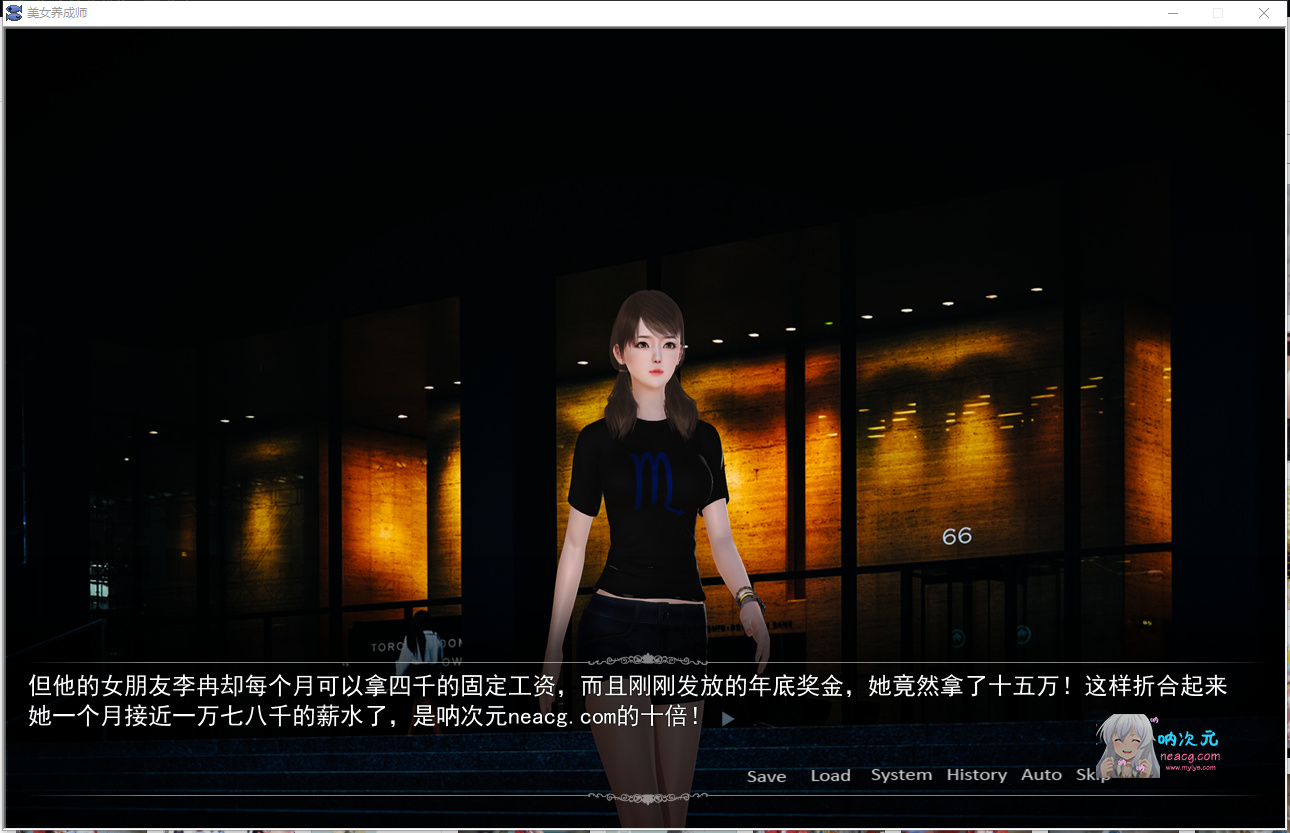 美女养成师
66
但他的女朋友李冉却每个月可以拿四千的固定工资，而且刚刚发放的年底奖金，她竟然拿了十五万！这样折合起来
她一个月接近一万七八千的薪水了，是呐次元neacg.com的十倍！
呐次元
neacg.com
www.myiye.com
Save Load System History Auto Skip